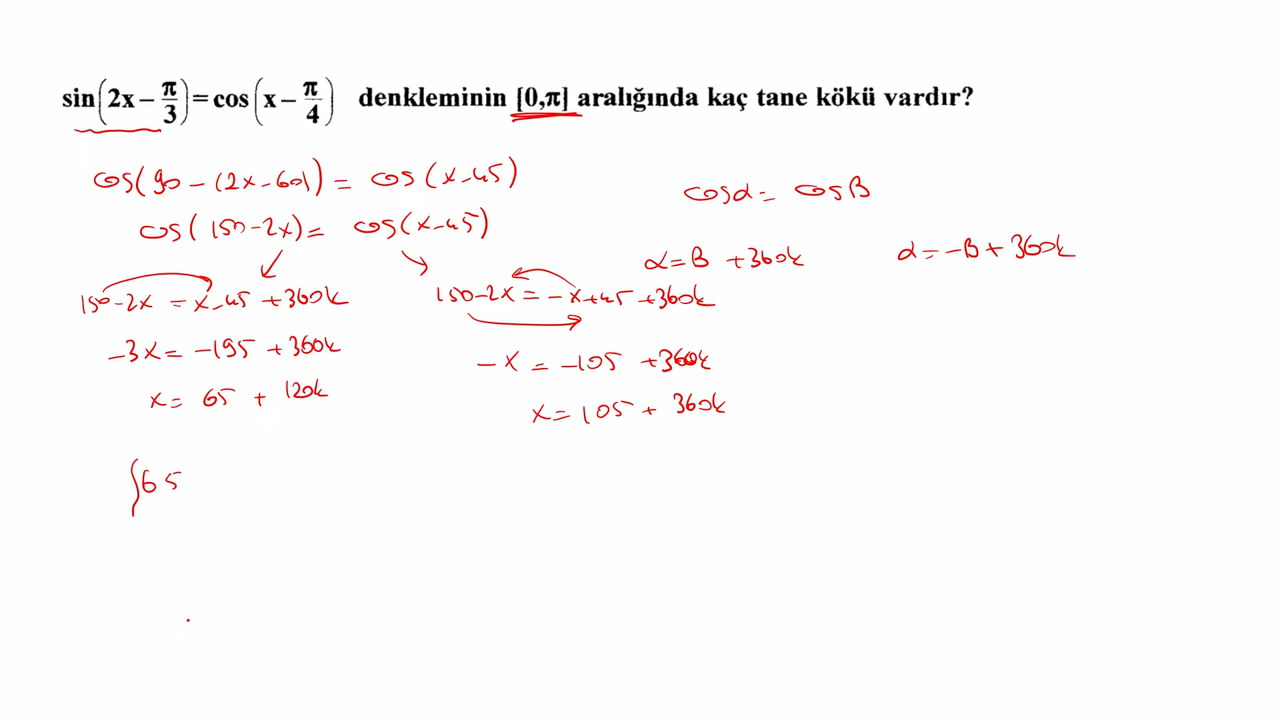 sin(2x − π/3) = cos(x − π/4) denkleminin [0,π] aralığında kaç tane kökü vardır?
cos(90 − (2x−60)) = cos(x−45)
cos(150−2x) = cos(x−45)
cosα = cosβ
α = β + 360k
α = −β + 360k
150−2x = x−45 + 360k
−3x = −195 + 360k
x = 65 + 120k
150−2x = −x+45 + 360k
−x = −105 + 360k
x = 105 + 360k
{65